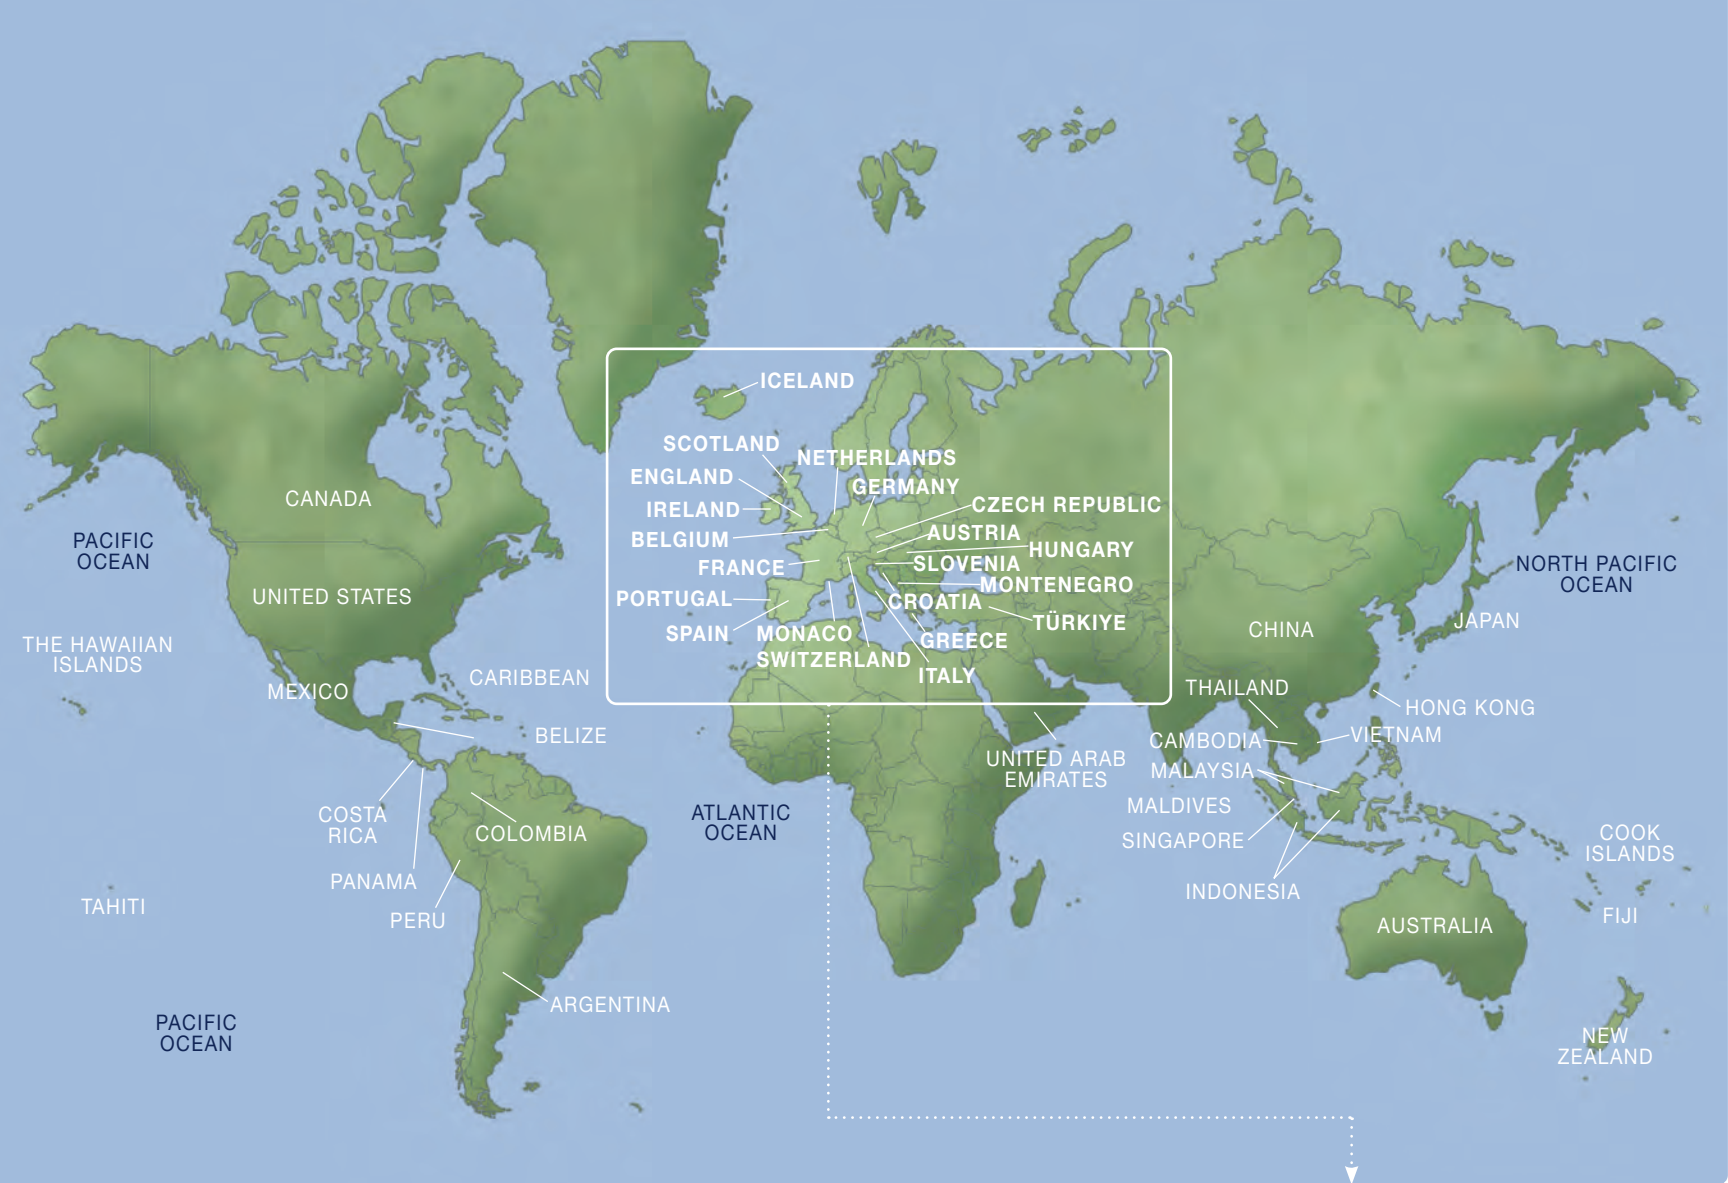 ICELAND
SCOTLAND
NETHERLANDS
ENGLAND
GERMANY
CANADA
CZECH REPUBLIC
IRELAND
AUSTRIA
BELGIUM
HUNGARY
PACIFIC
OCEAN
FRANCE
SLOVENIA
NORTH PACIFIC
OCEAN
MONTENEGRO
UNITED STATES
PORTUGAL
CROATIA
TÜRKIYE
JAPAN
CHINA
SPAIN
MONACO
GREECE
THE HAWAIIAN
ISLANDS
SWITZERLAND
ITALY
CARIBBEAN
MEXICO
THAILAND
HONG KONG
BELIZE
VIETNAM
CAMBODIA
UNITED ARAB
EMIRATES
MALAYSIA
MALDIVES
COSTA
RICA
COLOMBIA
ATLANTIC
OCEAN
SINGAPORE
COOK
ISLANDS
PANAMA
INDONESIA
TAHITI
PERU
FIJI
AUSTRALIA
ARGENTINA
PACIFIC
OCEAN
NEW
ZEALAND